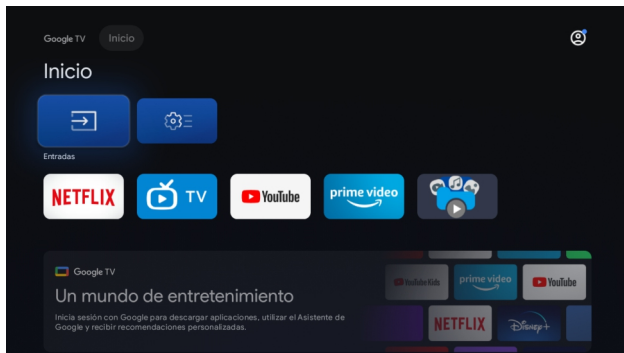 Google TV Inicio
Inicio
Entradas
NETFLIX TV YouTube prime video
Google TV
YouTube Kids prime video YouTube
Un mundo de entretenimiento
Inicia sesión con Google para descargar aplicaciones, utilizar el Asistente de
Google y recibir recomendaciones personalizadas.
NETFLIX Disney+